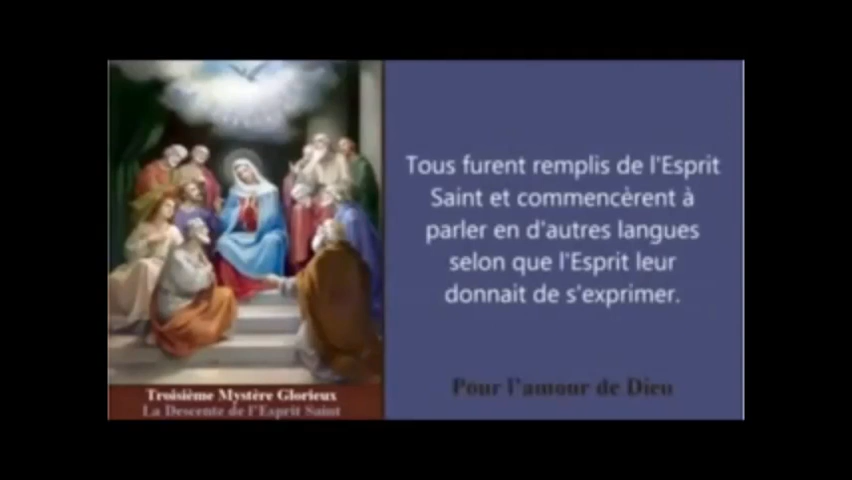 Tous furent remplis de l'Esprit
Saint et commencèrent à
parler en d'autres langues
selon que l'Esprit leur
donnait de s'exprimer.
Pour l'amour de Dieu
Troisième Mystère Glorieux
La Descente de l'Esprit Saint